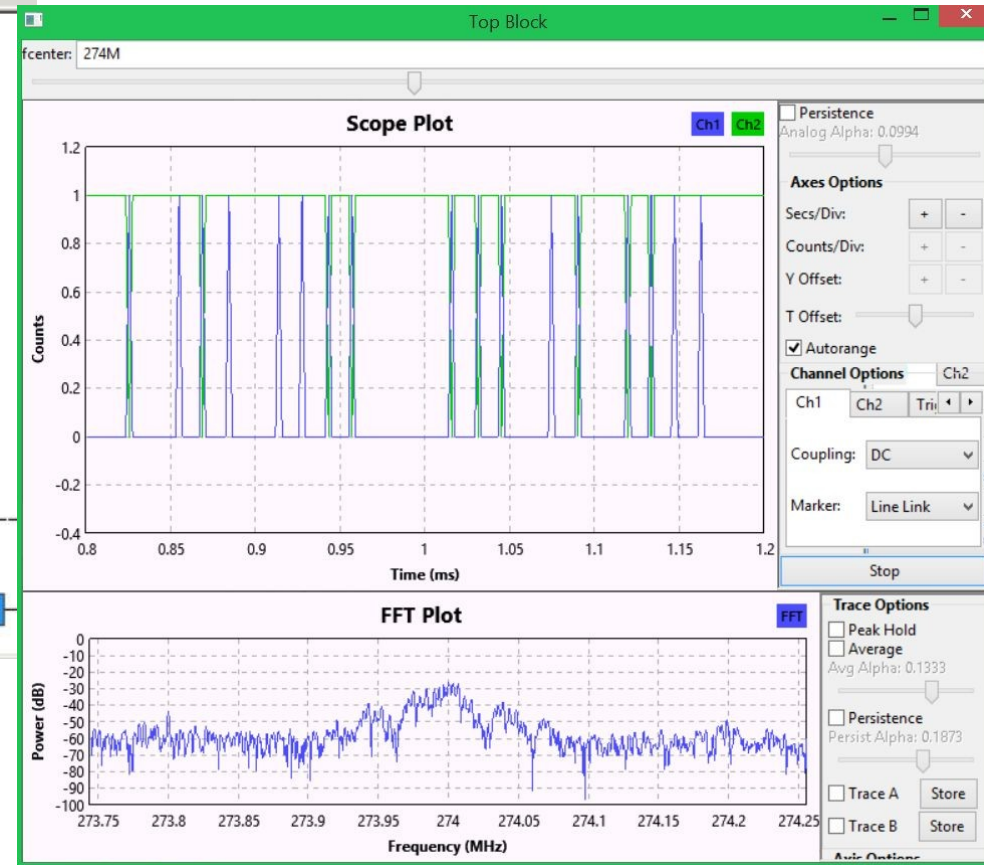 Top Block
fcenter: 274M
Scope Plot
Ch1 Ch2
1.2
1
0.8
0.6
0.4
0.2
0
-0.2
-0.4
Counts
0.8 0.85 0.9 0.95 1 1.05 1.1 1.15 1.2
Time (ms)
Persistence
Analog Alpha: 0.0994
Axes Options
Secs/Div: + -
Counts/Div: + -
Y Offset: + -
T Offset:
Autorange
Channel Options Ch2
Ch1 Ch2 Tri
Coupling: DC
Marker: Line Link
Stop
FFT Plot
FFT
0
-10
-20
-30
-40
-50
-60
-70
-80
-90
-100
Power (dB)
273.75 273.8 273.85 273.9 273.95 274 274.05 274.1 274.15 274.2 274.25
Frequency (MHz)
Trace Options
Peak Hold
Average
Avg Alpha: 0.1333
Persistence
Persist Alpha: 0.1873
Trace A Store
Trace B Store
Axis Options